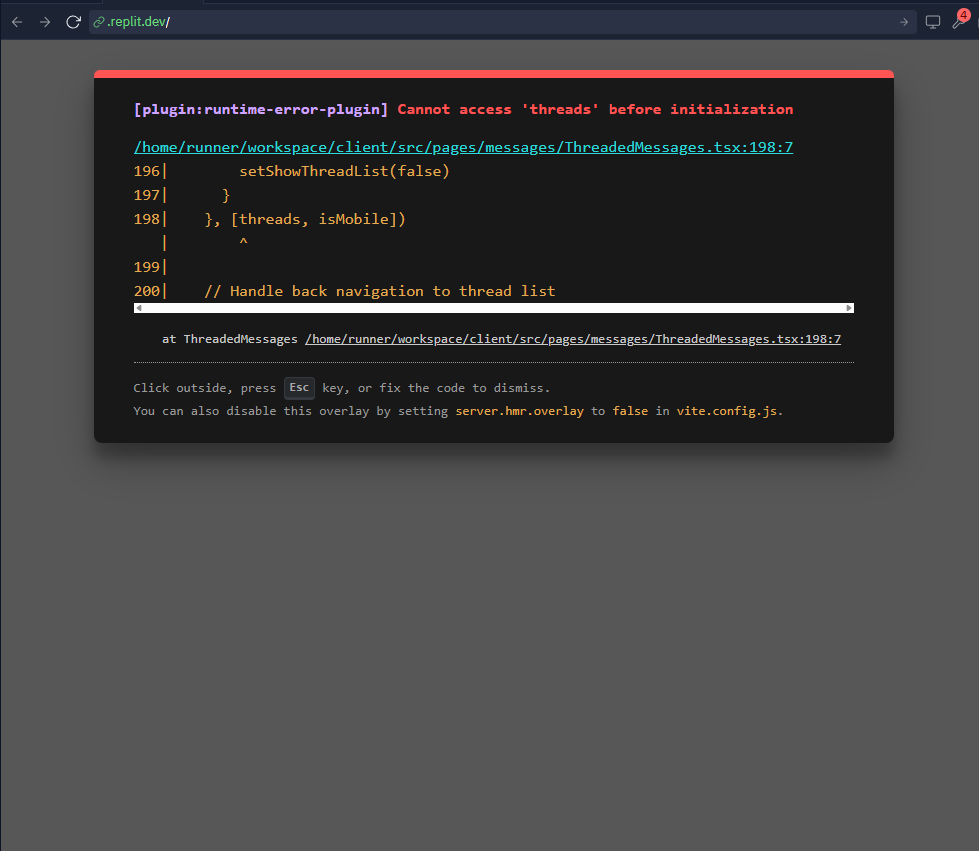 .replit.dev/
4
[plugin:runtime-error-plugin] Cannot access 'threads' before initialization
/home/runner/workspace/client/src/pages/messages/ThreadedMessages.tsx:198:7
196|        setShowThreadList(false)
197|      }
198|    }, [threads, isMobile])
   |        ^
199|
200|    // Handle back navigation to thread list
at ThreadedMessages /home/runner/workspace/client/src/pages/messages/ThreadedMessages.tsx:198:7
Click outside, press Esc key, or fix the code to dismiss.
You can also disable this overlay by setting server.hmr.overlay to false in vite.config.js.